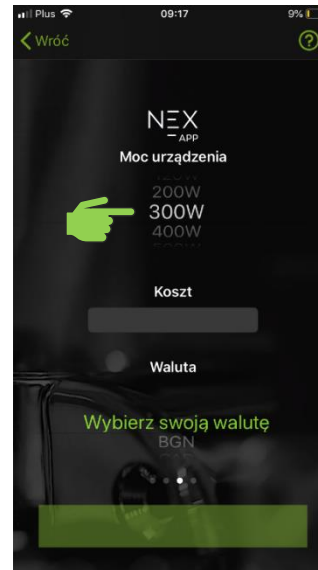 Plus 09:17 9%
Wróć ?
NEX
APP
Moc urządzenia
200W
300W
400W
Koszt
Waluta
Wybierz swoją walutę
BGN